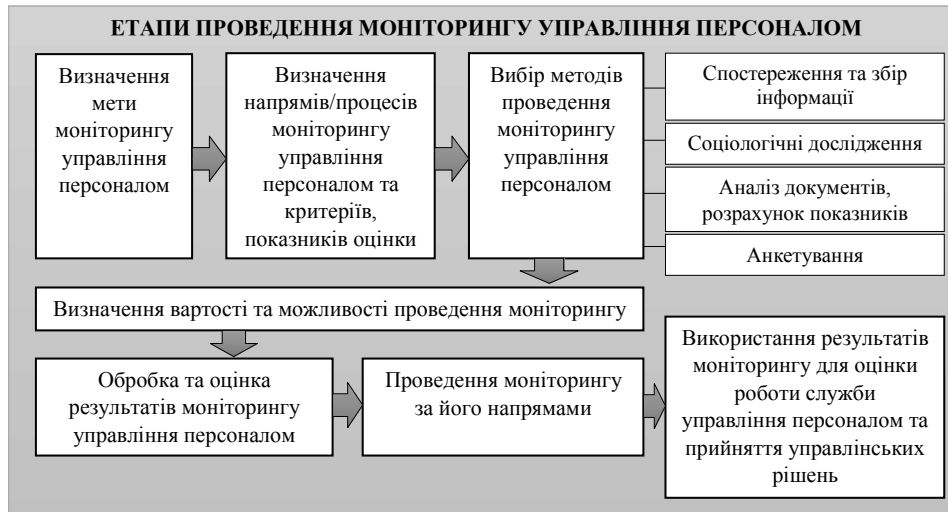 ЕТАПИ ПРОВЕДЕННЯ МОНІТОРИНГУ УПРАВЛІННЯ ПЕРСОНАЛОМ
Визначення
мети
моніторингу
управління
персоналом
Визначення
напрямів/процесів
моніторингу
управління
персоналом та
критеріїв,
показників оцінки
Вибір методів
проведення
моніторингу
управління
персоналом
Спостереження та збір
інформації
Соціологічні дослідження
Аналіз документів,
розрахунок показників
Анкетування
Визначення вартості та можливості проведення моніторингу
Обробка та оцінка
результатів моніторингу
управління персоналом
Проведення моніторингу
за його напрямами
Використання результатів
моніторингу для оцінки
роботи служби
управління персоналом та
прийняття управлінських
рішень